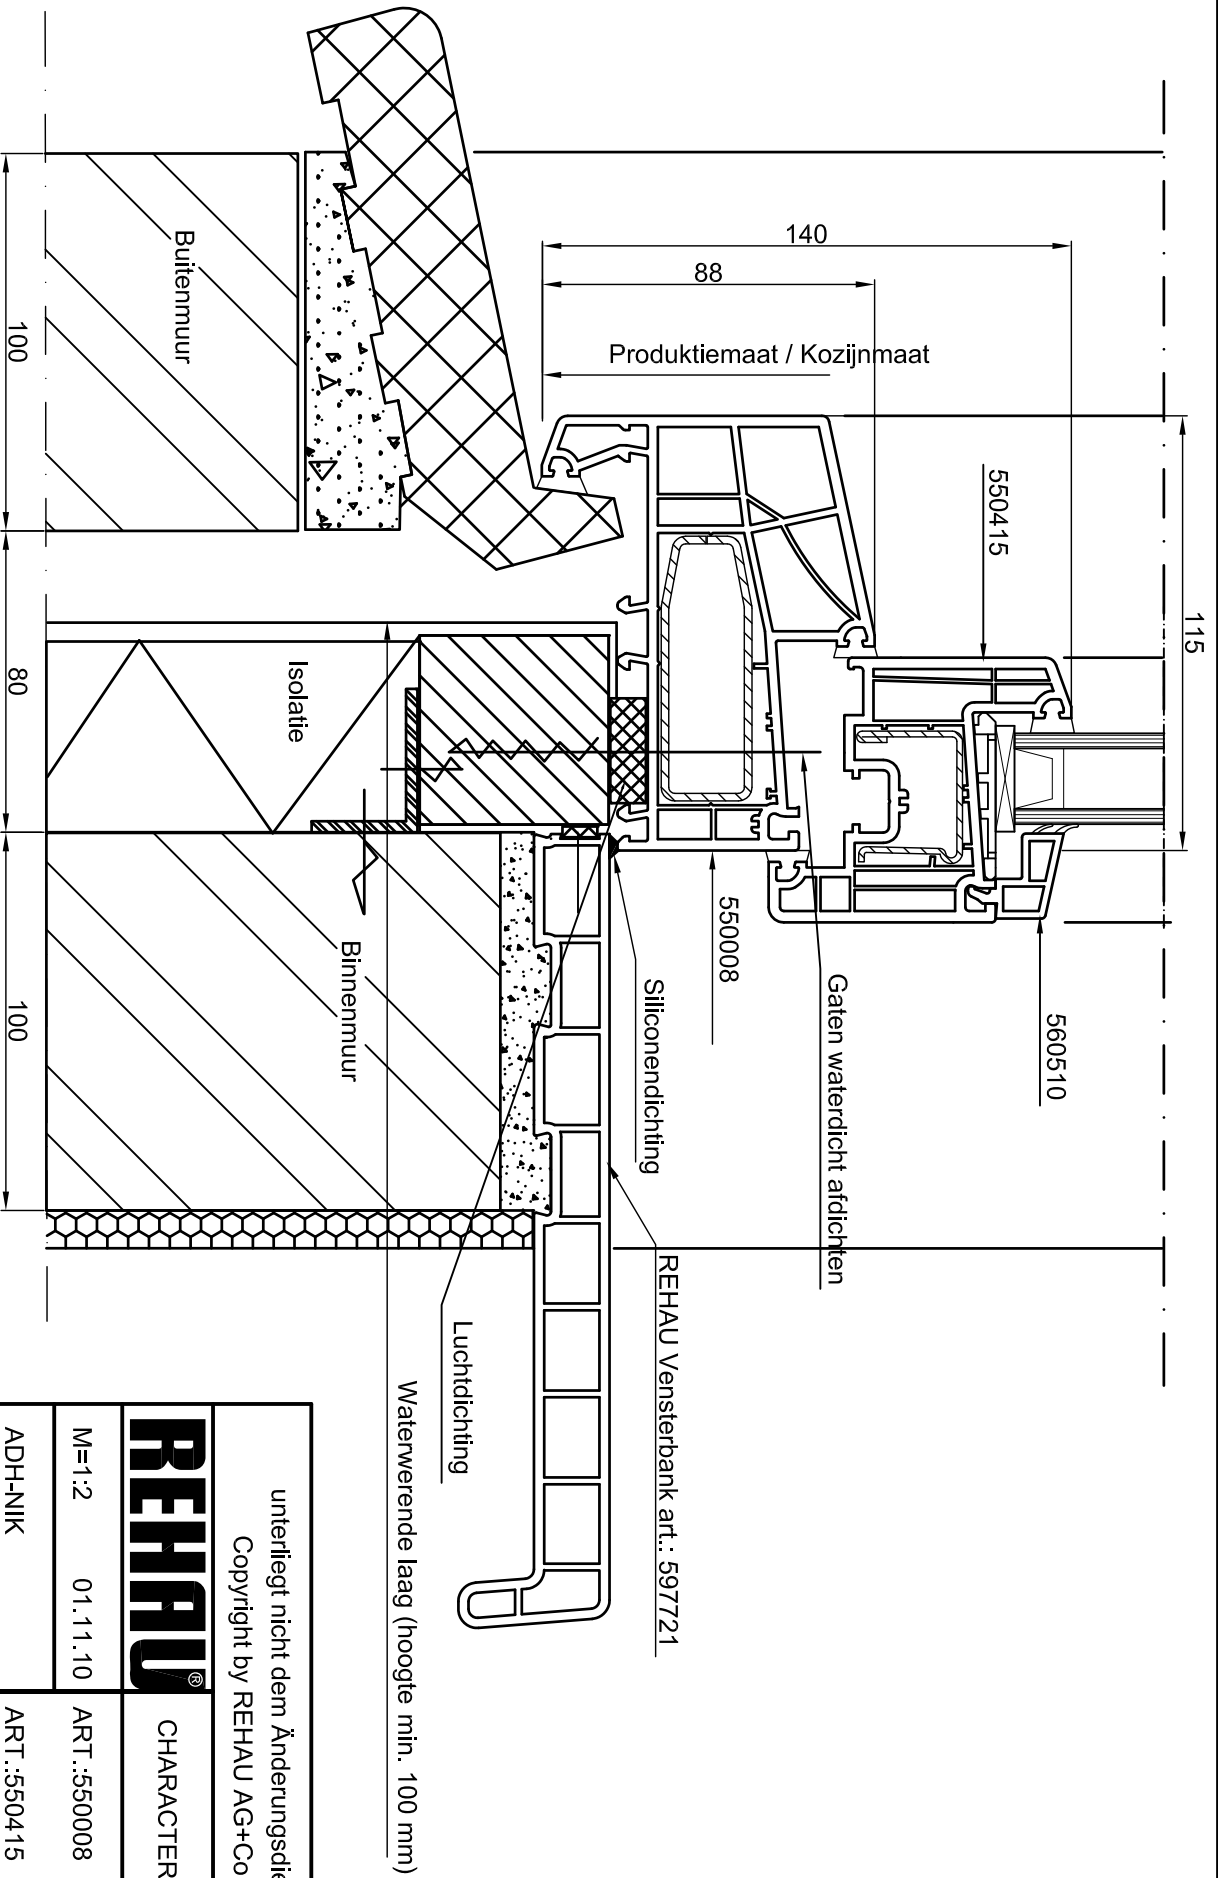 140
88
Produktiemaat / Kozijnmaat
115
550415
550008
560510
Gaten waterdicht afdichten
Siliconendichting
REHAU Vensterbank art.: 597721
Luchtdichting
Waterwerende laag (hoogte min. 100 mm)
Buitenmuur
Isolatie
Binnenmuur
100
80
100
unterliegt nicht dem Änderungsdie
Copyright by REHAU AG+Co
REHAU®
CHARACTER
M=1:2 01.11.10 ART.:550008
ADH-NIK ART.:550415